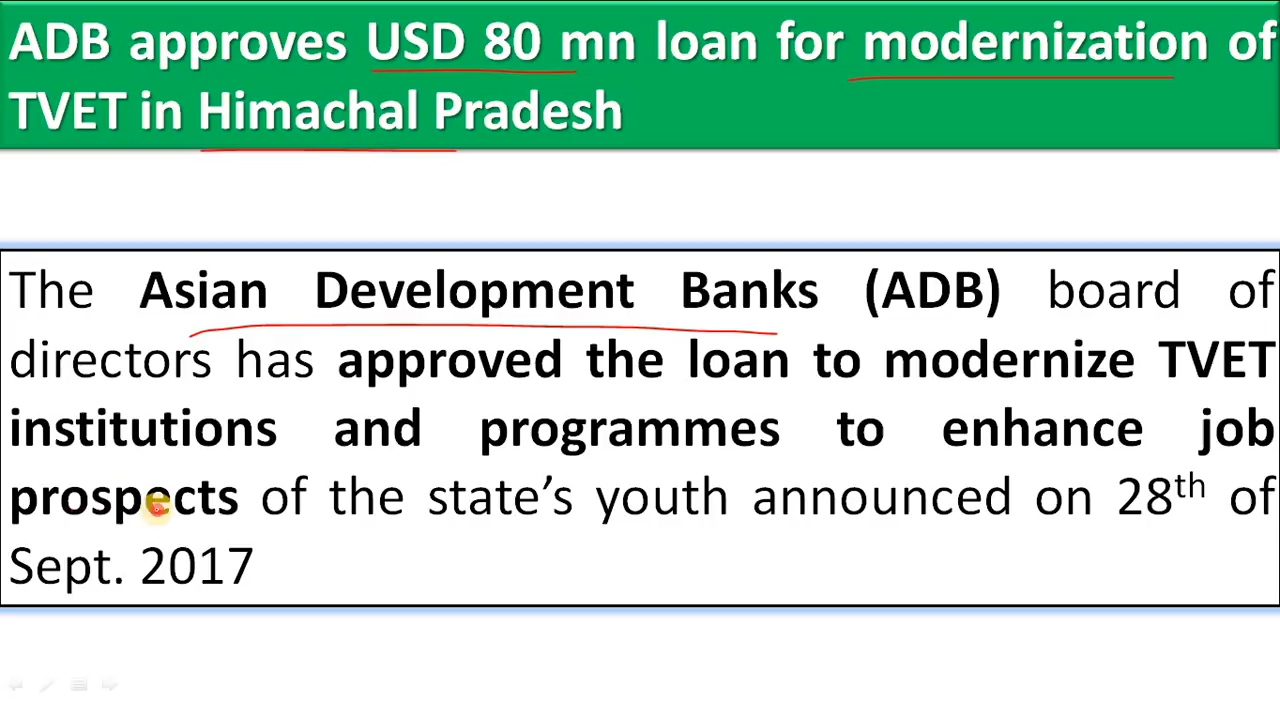 ADB approves USD 80 mn loan for modernization of
TVET in Himachal Pradesh
The Asian Development Banks (ADB) board of
directors has approved the loan to modernize TVET
institutions and programmes to enhance job
prospects of the state’s youth announced on 28th of
Sept. 2017